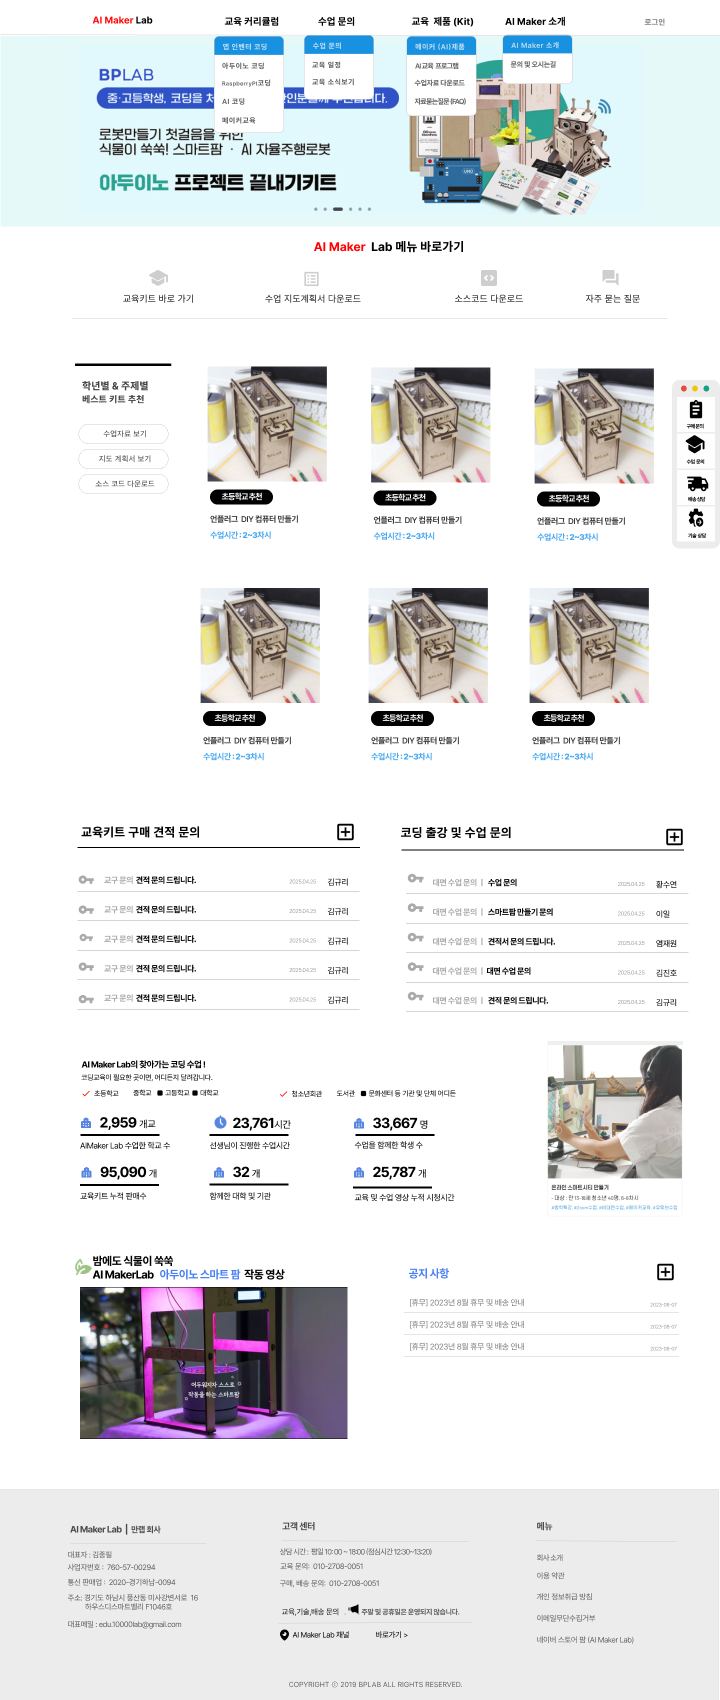 AI Maker Lab
교육 커리큘럼
수업 문의
교육 제품 (Kit)
AI Maker 소개
로그인
앱 인벤터 코딩
아두이노 코딩
RaspberryPi코딩
AI 코딩
메이커교육
수업 문의
교육 일정
교육 소식보기
메이커 (AI)제품
AI교육 프로그램
수업자료 다운로드
자료묻는질문 (FAQ)
AI Maker 소개
문의 및 오시는길
BPLAB
중·고등학생, 코딩을 처
로봇만들기 첫걸음을 위한
식물이 쑥쑥! 스마트팜 · AI 자율주행로봇
아두이노 프로젝트 끝내기키트
UNO
AI Maker Lab 메뉴 바로가기
교육키트 바로 가기
수업 지도계획서 다운로드
소스코드 다운로드
자주 묻는 질문
학년별 & 주제별
베스트 키트 추천
수업자료 보기
지도 계획서 보기
소스 코드 다운로드
초등학교추천
언플러그 DIY 컴퓨터 만들기
수업시간 : 2~3차시
초등학교추천
언플러그 DIY 컴퓨터 만들기
수업시간 : 2~3차시
초등학교추천
언플러그 DIY 컴퓨터 만들기
수업시간 : 2~3차시
구매 문의
수업 문의
배송 상담
기술 상담
초등학교추천
언플러그 DIY 컴퓨터 만들기
수업시간 : 2~3차시
초등학교추천
언플러그 DIY 컴퓨터 만들기
수업시간 : 2~3차시
초등학교추천
언플러그 DIY 컴퓨터 만들기
수업시간 : 2~3차시
교육키트 구매 견적 문의
교구 문의 견적 문의 드립니다. 2025.04.25 김규리
교구 문의 견적 문의 드립니다. 2025.04.25 김규리
교구 문의 견적 문의 드립니다. 2025.04.25 김규리
교구 문의 견적 문의 드립니다. 2025.04.25 김규리
교구 문의 견적 문의 드립니다. 2025.04.25 김규리
코딩 출강 및 수업 문의
대면 수업 문의 | 수업 문의 2025.04.25 황수연
대면 수업 문의 | 스마트팜 만들기 문의 2025.04.25 이일
대면 수업 문의 | 견적서 문의 드립니다. 2025.04.25 염재원
대면 수업 문의 | 대면 수업 문의 2025.04.25 김진호
대면 수업 문의 | 견적 문의 드립니다. 2025.04.25 김규리
AI Maker Lab의 찾아가는 코딩 수업 !
코딩교육이 필요한 곳이면, 어디든지 달려갑니다.
초등학교 중학교 ■ 고등학교 ■ 대학교
청소년회관 도서관 ■ 문화센터 등 기관 및 단체 어디든
2,959 개교
AIMaker Lab 수업한 학교 수
23,761시간
선생님이 진행한 수업시간
33,667 명
수업을 함께한 학생 수
95,090 개
교육키트 누적 판매수
32 개
함께한 대학 및 기관
25,787 개
교육 및 수업 영상 누적 시청시간
온라인 스마트시티 만들기
- 대상 : 만 13-18세 청소년 40명, 6-8차시
밤에도 식물이 쑥쑥
AI MakerLab 아두이노 스마트 팜 작동 영상
어두워지자 스스로
작동을 하는 스마트팜
공지 사항
[휴무] 2023년 8월 휴무 및 배송 안내 2023-08-07
[휴무] 2023년 8월 휴무 및 배송 안내 2023-08-07
[휴무] 2023년 8월 휴무 및 배송 안내 2023-08-07
AI Maker Lab | 만랩 회사
대표자 : 김종필
사업자번호 : 760-57-00294
통신 판매업 : 2020-경기하남-0094
주소: 경기도 하남시 풍산동 미사강변서로 16
하우스디스마트밸리 F1046호
대표메일 : edu.10000lab@gmail.com
고객 센터
상담 시간 : 평일 10:00 ~ 18:00 (점심시간 12:30~13:20)
교육 문의: 010-2708-0051
구매, 배송 문의: 010-2708-0051
교육,기술,배송 문의
주말 및 공휴일은 운영되지 않습니다.
AI Maker Lab 채널 바로가기 >
메뉴
회사소개
이용 약관
개인 정보취급 방침
이메일무단수집거부
네이버 스토어 팜 (AI Maker Lab)
COPYRIGHT ⓒ 2019 BPLAB ALL RIGHTS RESERVED.